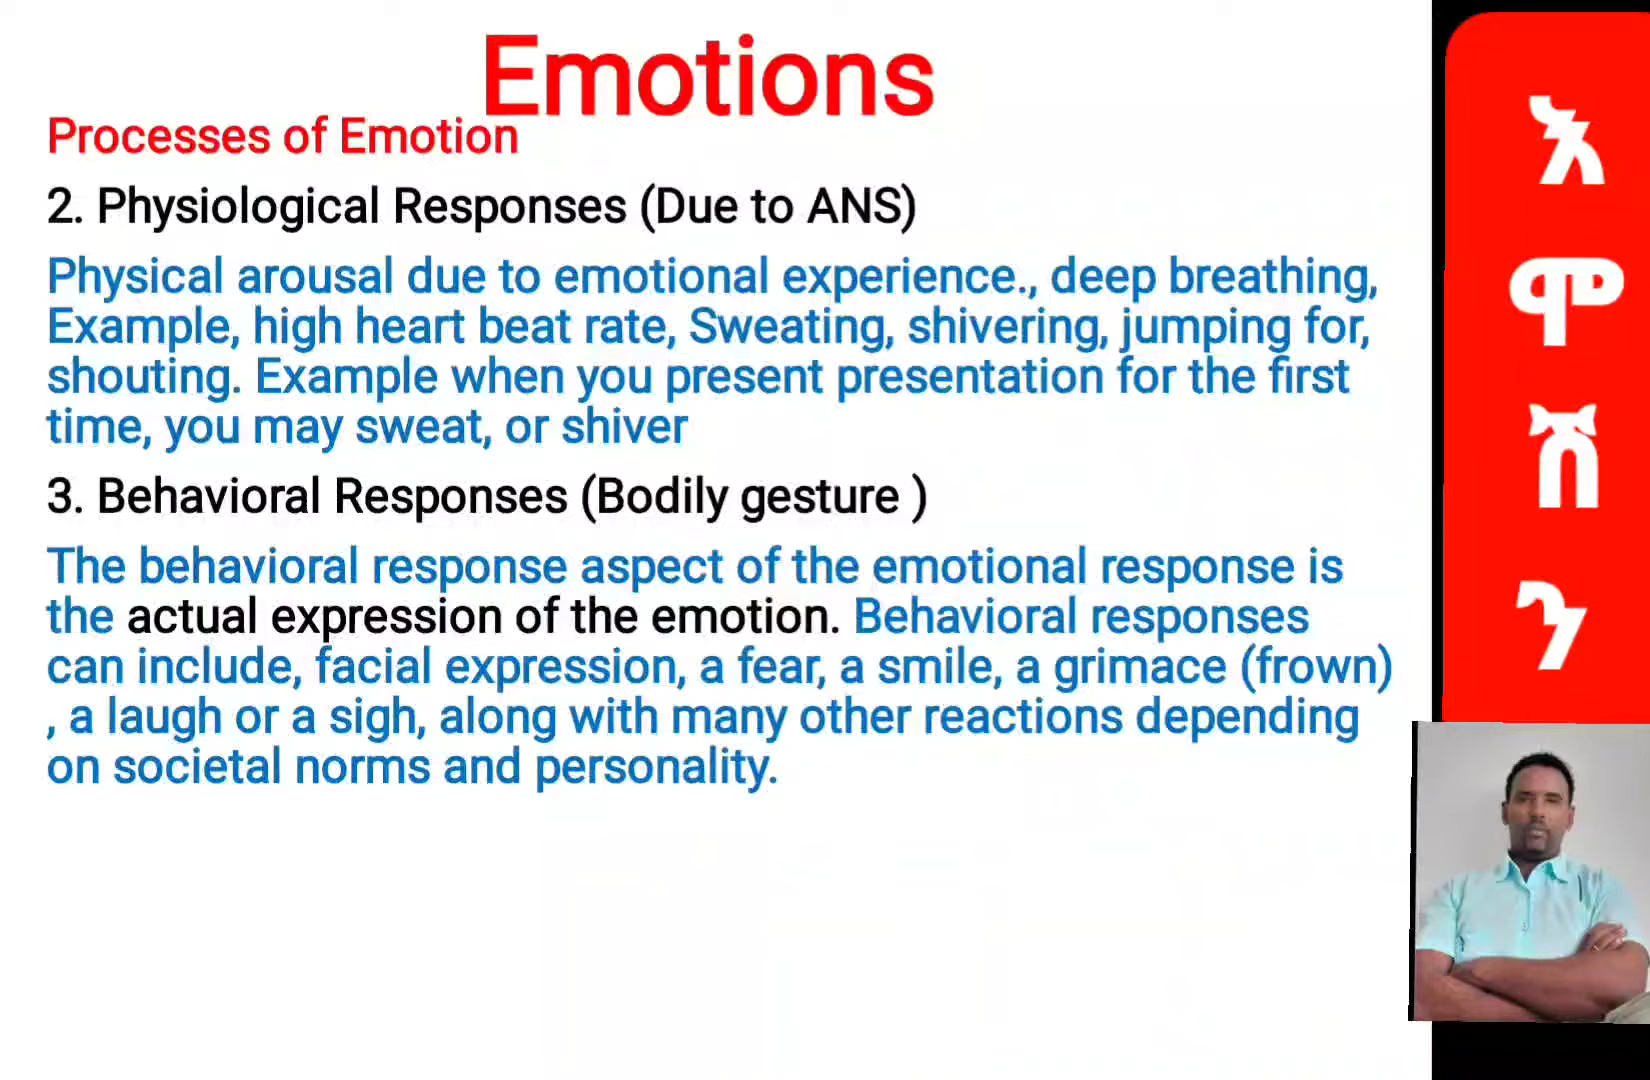 Emotions
Processes of Emotion
2. Physiological Responses (Due to ANS)
Physical arousal due to emotional experience., deep breathing,
Example, high heart beat rate, Sweating, shivering, jumping for,
shouting. Example when you present presentation for the first
time, you may sweat, or shiver
3. Behavioral Responses (Bodily gesture )
The behavioral response aspect of the emotional response is
the actual expression of the emotion. Behavioral responses
can include, facial expression, a fear, a smile, a grimace (frown)
, a laugh or a sigh, along with many other reactions depending
on societal norms and personality.
እ
ዋ
ሸ
ን